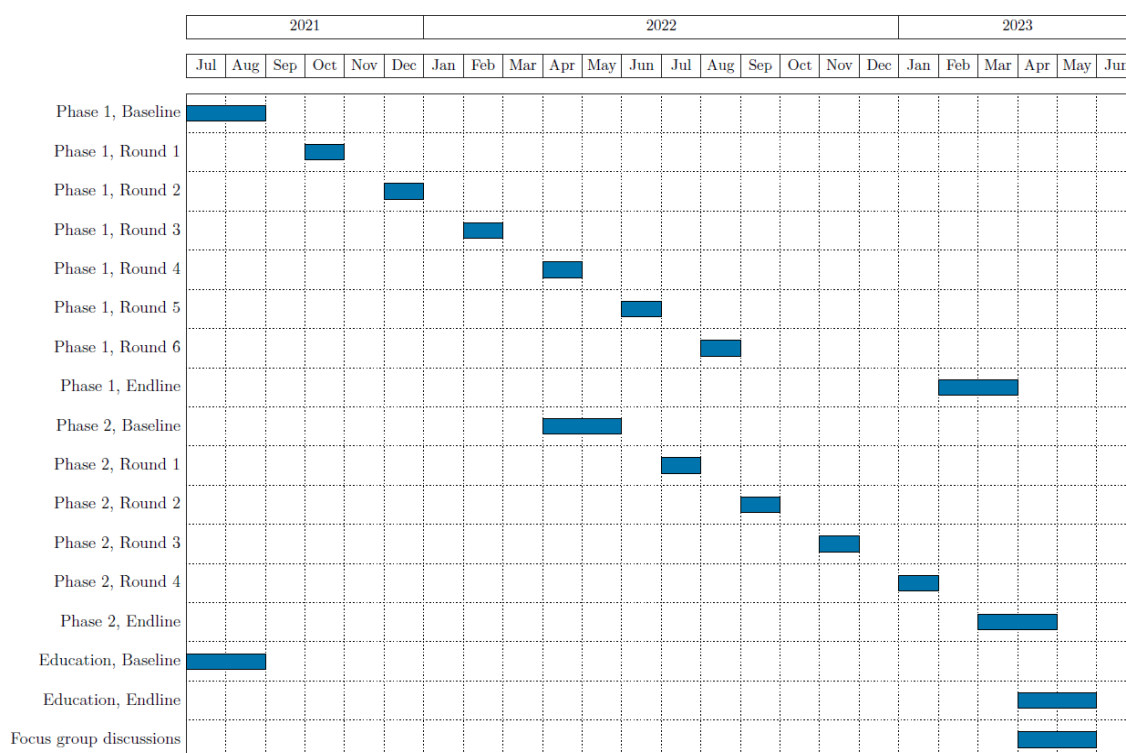 2021 2022 2023
Jul Aug Sep Oct Nov Dec Jan Feb Mar Apr May Jun Jul Aug Sep Oct Nov Dec Jan Feb Mar Apr May Jun
Phase 1, Baseline
Phase 1, Round 1
Phase 1, Round 2
Phase 1, Round 3
Phase 1, Round 4
Phase 1, Round 5
Phase 1, Round 6
Phase 1, Endline
Phase 2, Baseline
Phase 2, Round 1
Phase 2, Round 2
Phase 2, Round 3
Phase 2, Round 4
Phase 2, Endline
Education, Baseline
Education, Endline
Focus group discussions